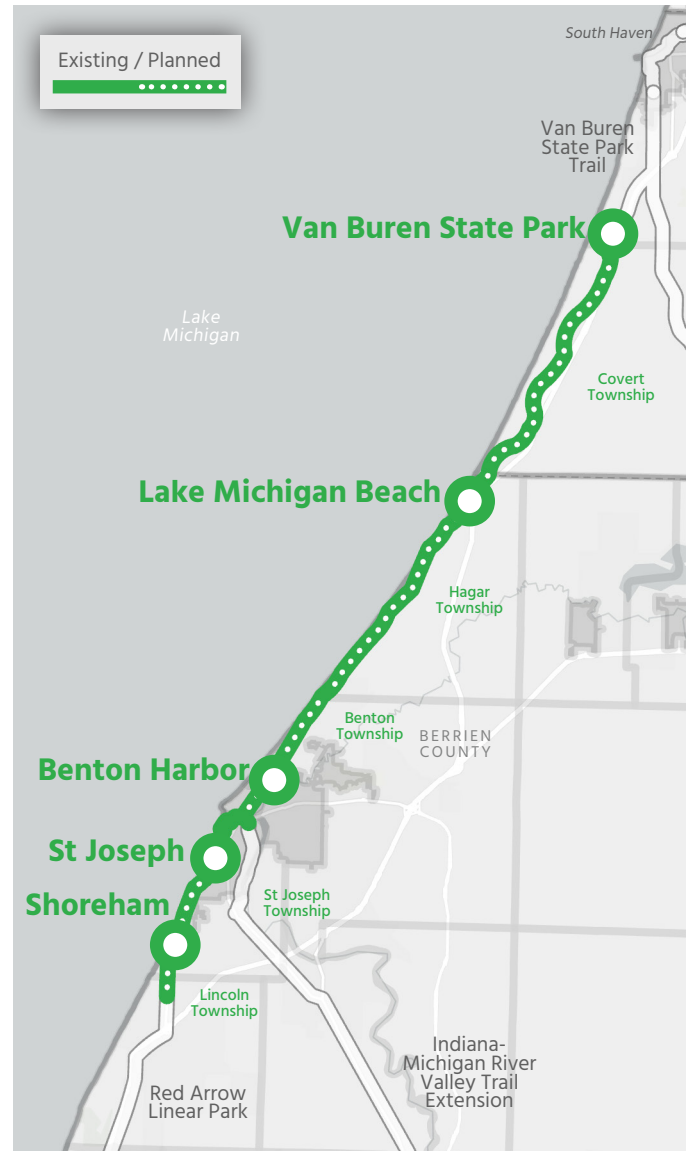 Existing / Planned
South Haven
Van Buren
State Park
Trail
Van Buren State Park
Lake
Michigan
Covert
Township
Lake Michigan Beach
Hagar
Township
Benton
Township
BERRIEN
COUNTY
Benton Harbor
St Joseph
Shoreham
St Joseph
Township
Lincoln
Township
Indiana-
Michigan River
Valley Trail
Extension
Red Arrow
Linear Park